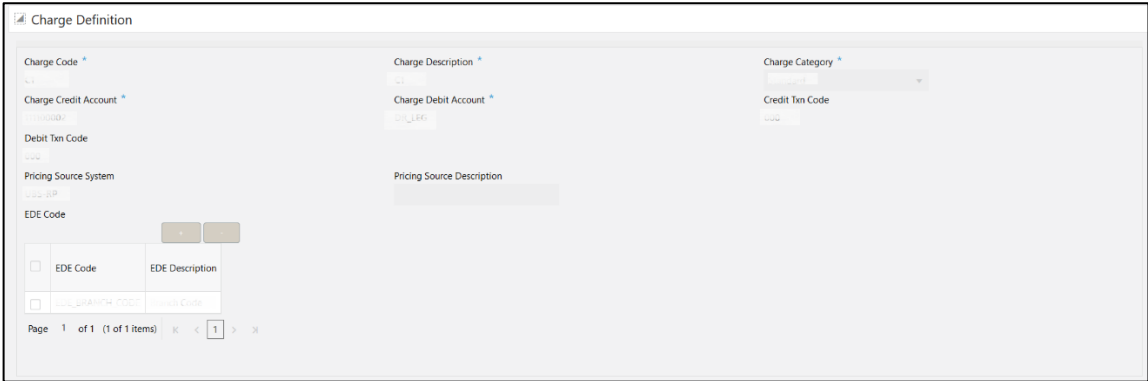 Charge Definition
Charge Code * Charge Description * Charge Category *
Charge Credit Account * Charge Debit Account * Credit Txn Code
Debit Txn Code
Pricing Source System Pricing Source Description
EDE Code
+ -
EDE Code EDE Description
Code
Page 1 of 1 (1 of 1 items) K < 1 > >|